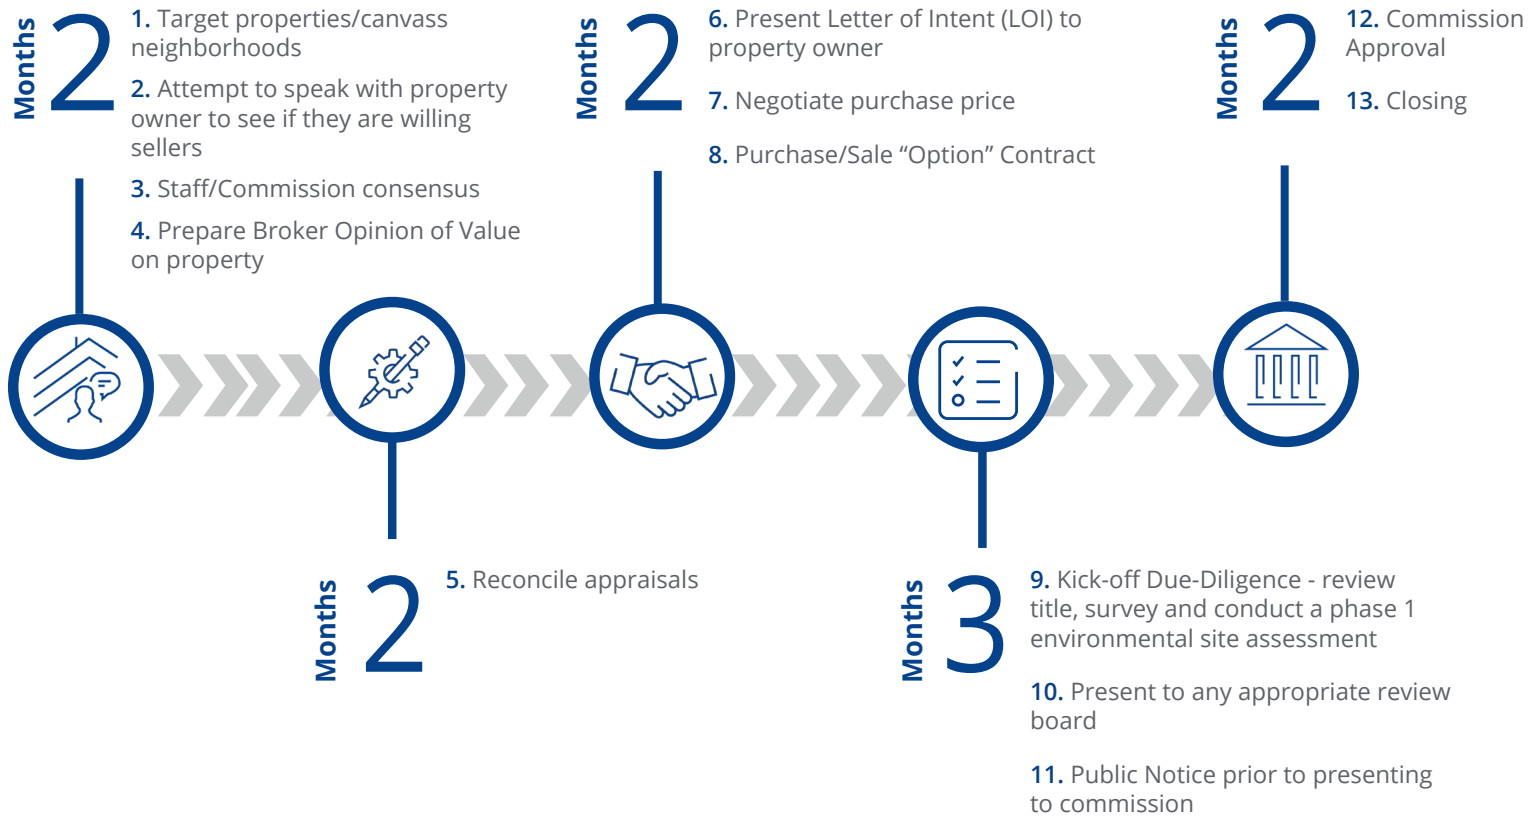 Months
2
1. Target properties/canvass
neighborhoods
2. Attempt to speak with property
owner to see if they are willing
sellers
3. Staff/Commission consensus
4. Prepare Broker Opinion of Value
on property
Months
2
5. Reconcile appraisals
Months
2
6. Present Letter of Intent (LOI) to
property owner
7. Negotiate purchase price
8. Purchase/Sale “Option” Contract
Months
3
9. Kick-off Due-Diligence - review
title, survey and conduct a phase 1
environmental site assessment
10. Present to any appropriate review
board
11. Public Notice prior to presenting
to commission
Months
2
12. Commission
Approval
13. Closing